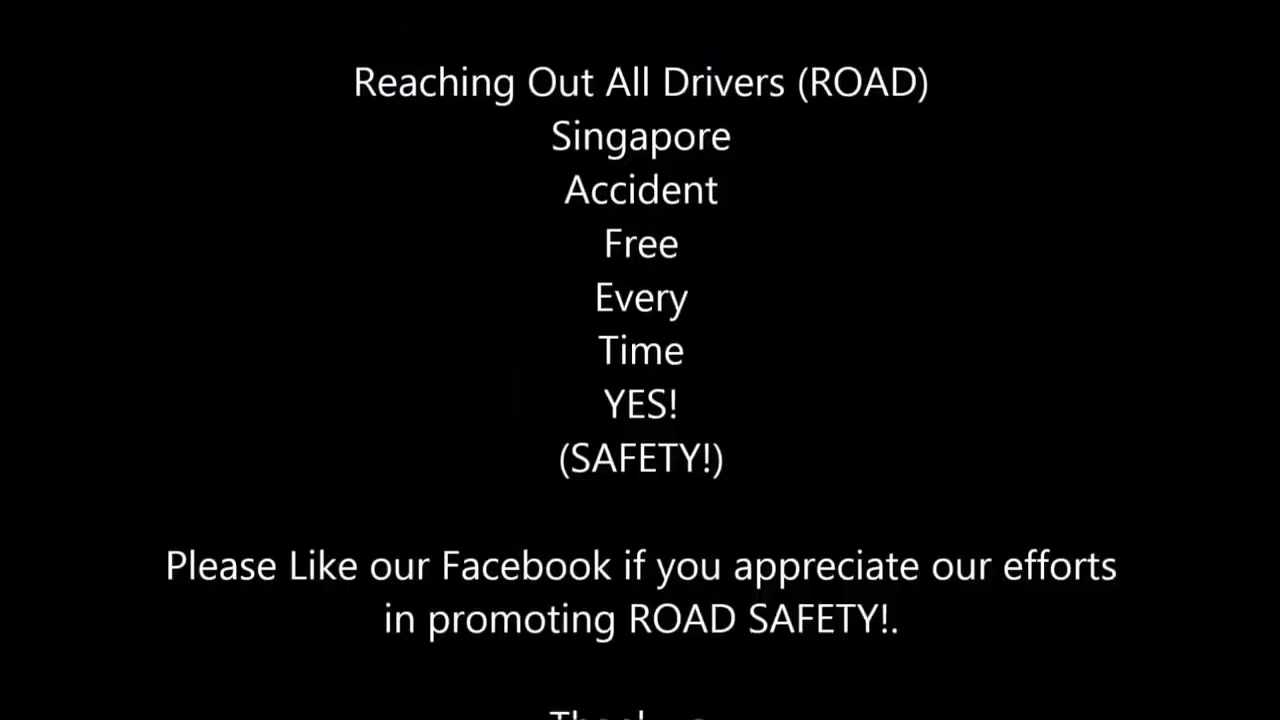 Reaching Out All Drivers (ROAD)
Singapore
Accident
Free
Every
Time
YES!
(SAFETY!)
Please Like our Facebook if you appreciate our efforts
in promoting ROAD SAFETY!.